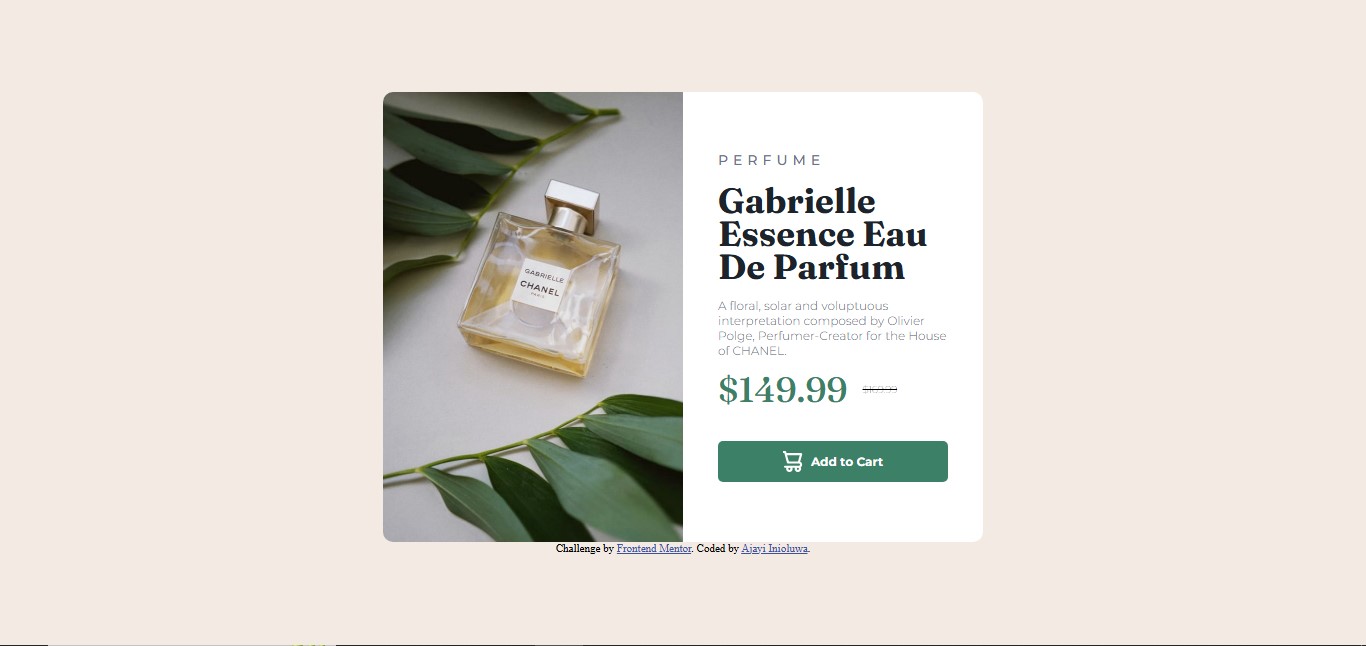 PERFUME
Gabrielle
Essence Eau
De Parfum
A floral, solar and voluptuous
interpretation composed by Olivier
Polge, Perfumer-Creator for the House
of CHANEL.
$149.99 $169.99
Add to Cart
GABRIELLE
CHANEL
PARIS
Challenge by Frontend Mentor. Coded by Ajayi Inioluwa.